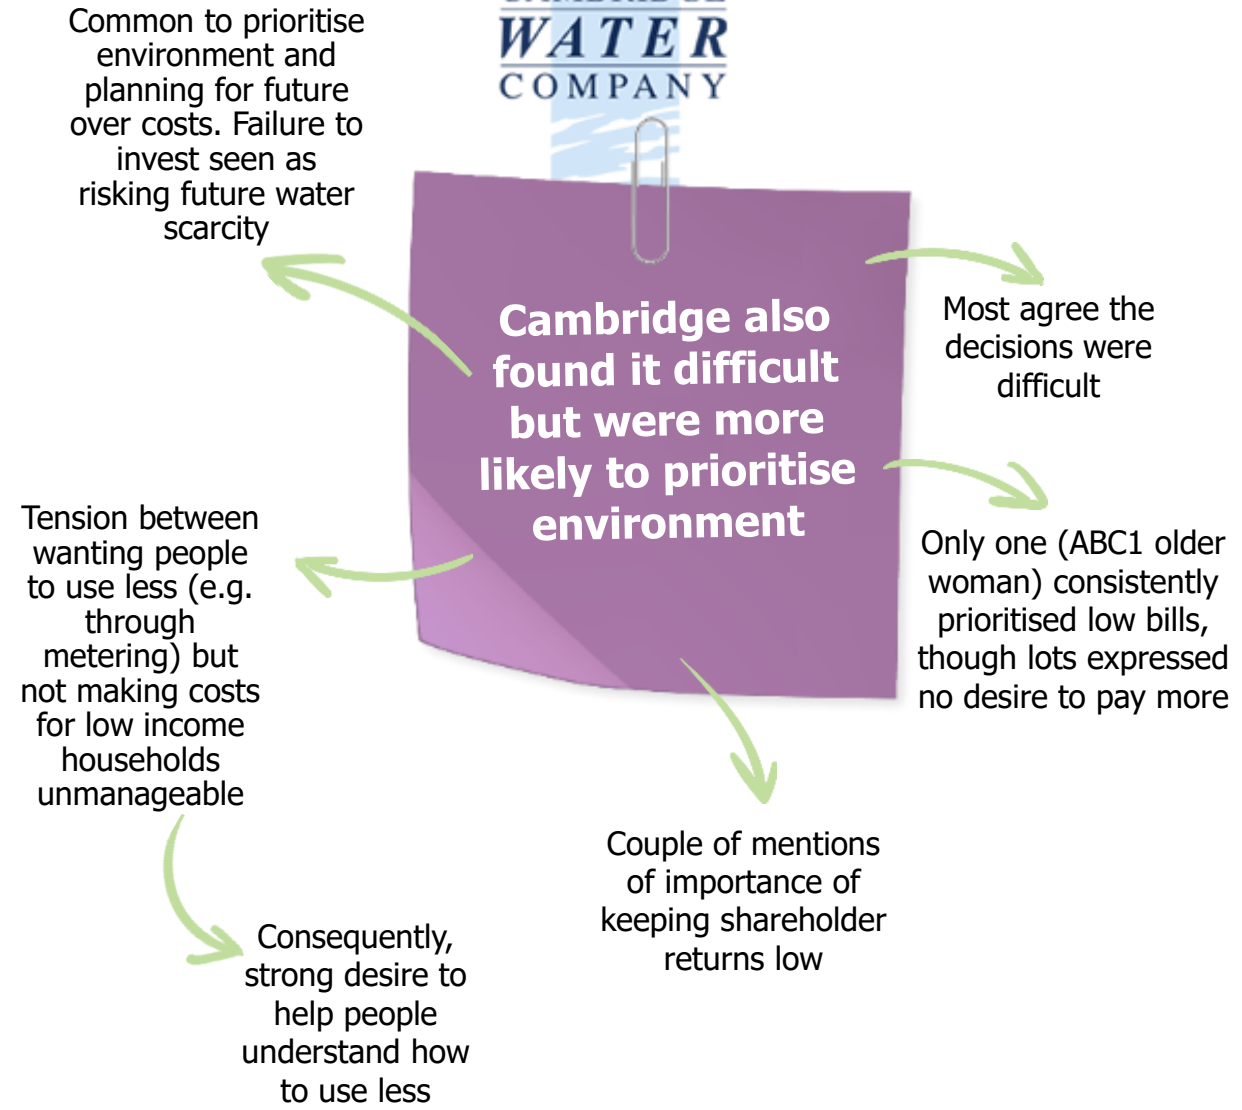 Common to prioritise
environment and
planning for future
over costs. Failure to
invest seen as
risking future water
scarcity
WATER
COMPANY
Cambridge also
found it difficult
but were more
likely to prioritise
environment
Most agree the
decisions were
difficult
Only one (ABC1 older
woman) consistently
prioritised low bills,
though lots expressed
no desire to pay more
Tension between
wanting people
to use less (e.g.
through
metering) but
not making costs
for low income
households
unmanageable
Consequently,
strong desire to
help people
understand how
to use less
Couple of mentions
of importance of
keeping shareholder
returns low